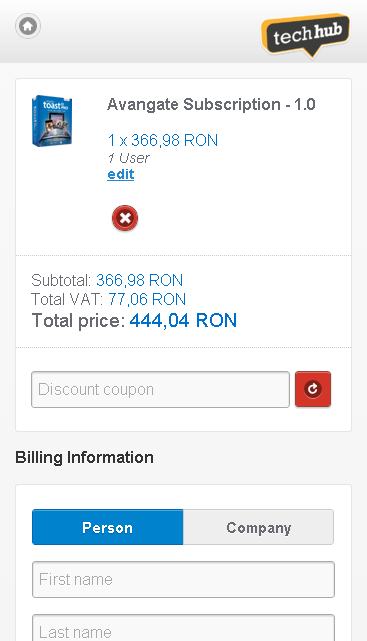 techhub
toast
Avangate Subscription - 1.0
1 x 366,98 RON
1 User
edit
Subtotal: 366,98 RON
Total VAT: 77,06 RON
Total price: 444,04 RON
Discount coupon
Billing Information
Person
Company
First name
Last name